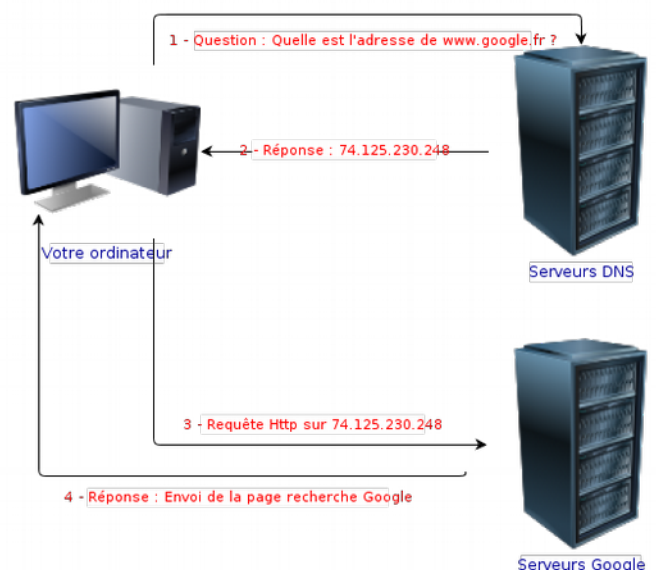 1 - Question : Quelle est l'adresse de www.google.fr ?
2 - Réponse : 74.125.230.248
Votre ordinateur
Serveurs DNS
3 - Requête Http sur 74.125.230.248
4 - Réponse : Envoi de la page recherche Google
Serveurs Google